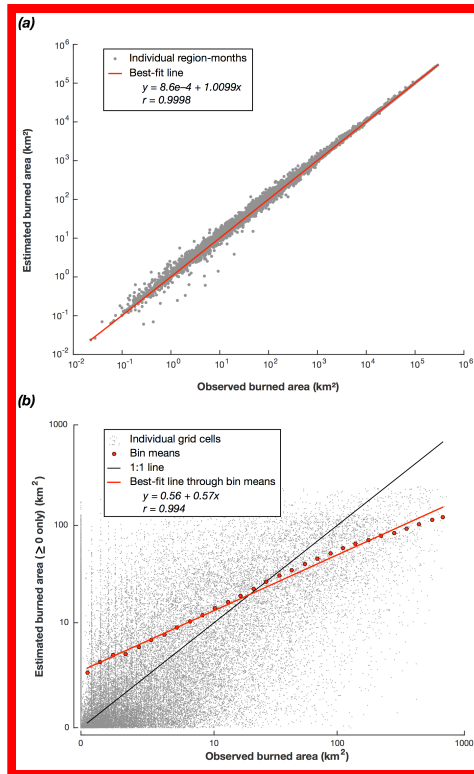 (a)
10⁶
10⁵
10⁴
10³
10²
10¹
10⁰
10⁻¹
10⁻²
Estimated burned area (km²)
Individual region-months
Best-fit line
y = 8.6e–4 + 1.0099x
r = 0.9998
10⁻² 10⁻¹ 10⁰ 10¹ 10² 10³ 10⁴ 10⁵ 10⁶
Observed burned area (km²)
(b)
1000
100
10
0
Estimated burned area (≥ 0 only) (km²)
Individual grid cells
Bin means
1:1 line
Best-fit line through bin means
y = 0.56 + 0.57x
r = 0.994
0 10 100 1000
Observed burned area (km²)